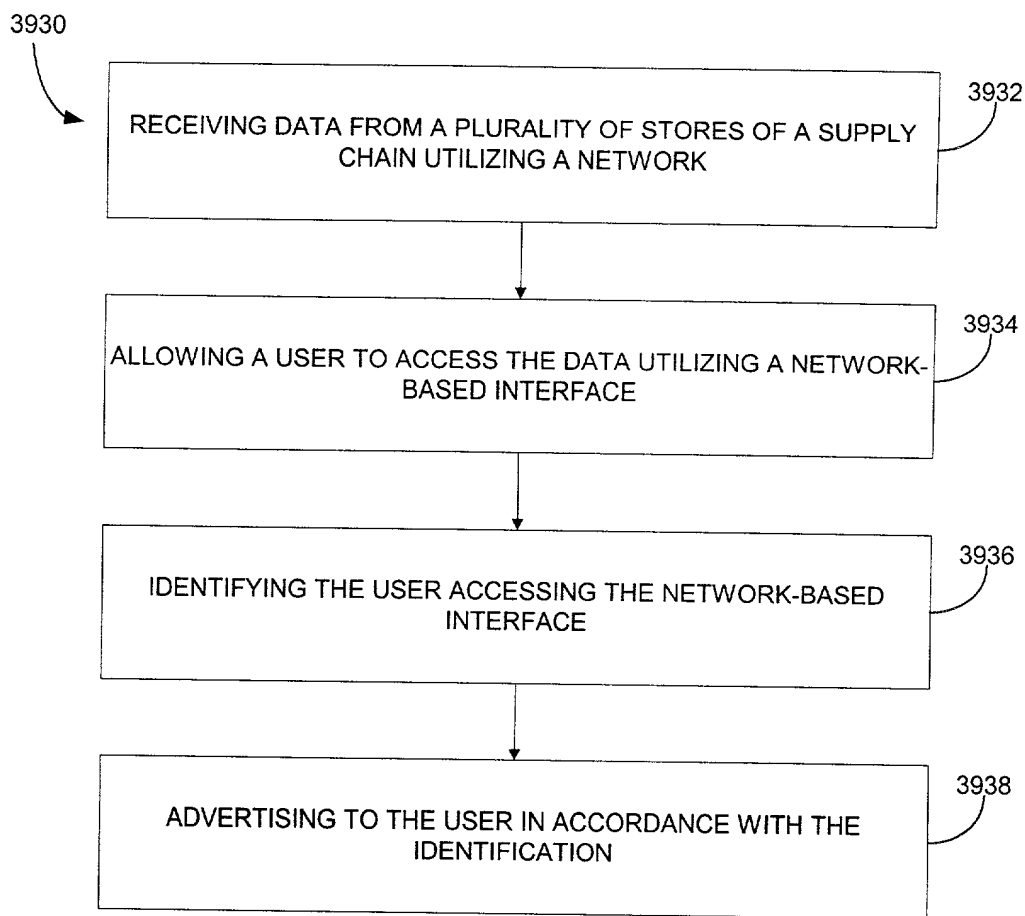 3930
3932
RECEIVING DATA FROM A PLURALITY OF STORES OF A SUPPLY
CHAIN UTILIZING A NETWORK
3934
ALLOWING A USER TO ACCESS THE DATA UTILIZING A NETWORK-
BASED INTERFACE
3936
IDENTIFYING THE USER ACCESSING THE NETWORK-BASED
INTERFACE
3938
ADVERTISING TO THE USER IN ACCORDANCE WITH THE
IDENTIFICATION